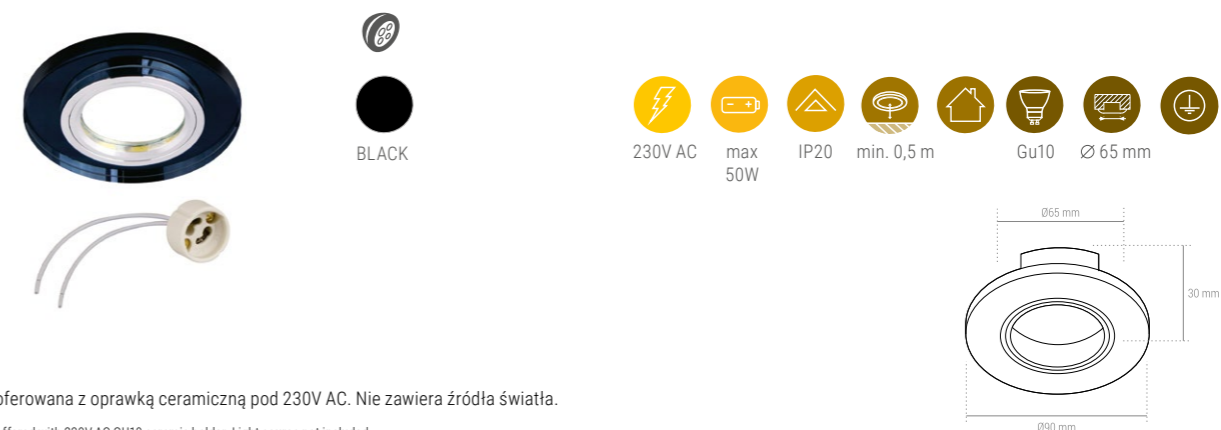 BLACK
230V AC
max
50W
IP20
min. 0,5 m
Gu10
Ø 65 mm
Ø65 mm
30 mm
Ø90 mm
oferowana z oprawką ceramiczną pod 230V AC. Nie zawiera źródła światła.